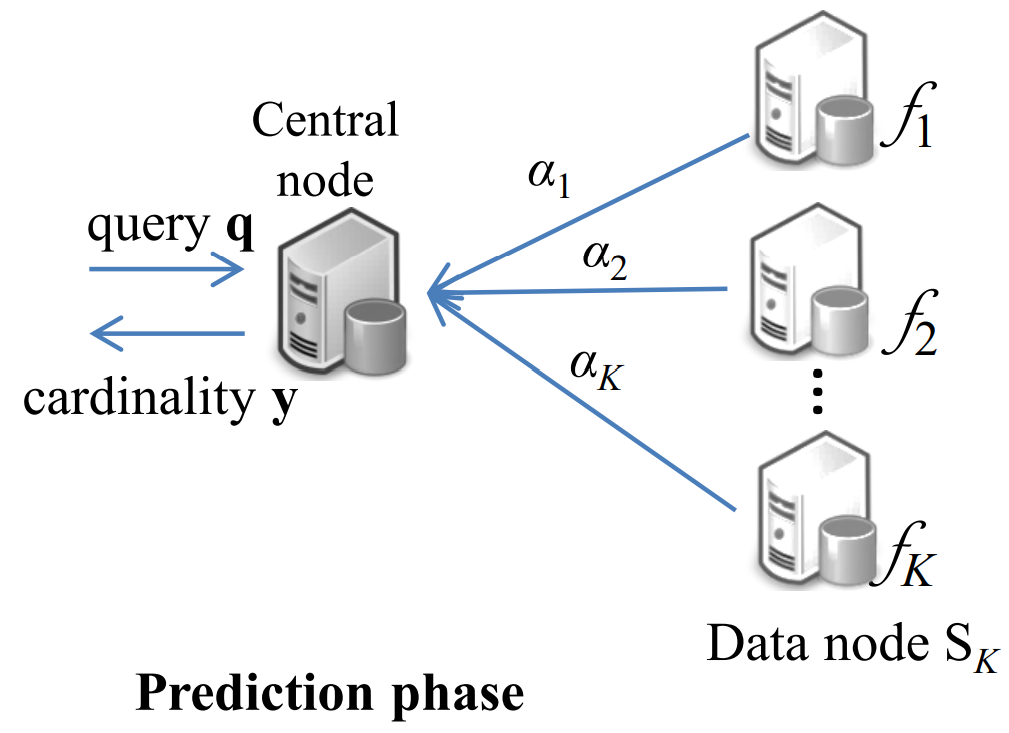 Central
node
query q
cardinality y
α1
α2
αK
f1
f2
⋮
fK
Data node SK
Prediction phase